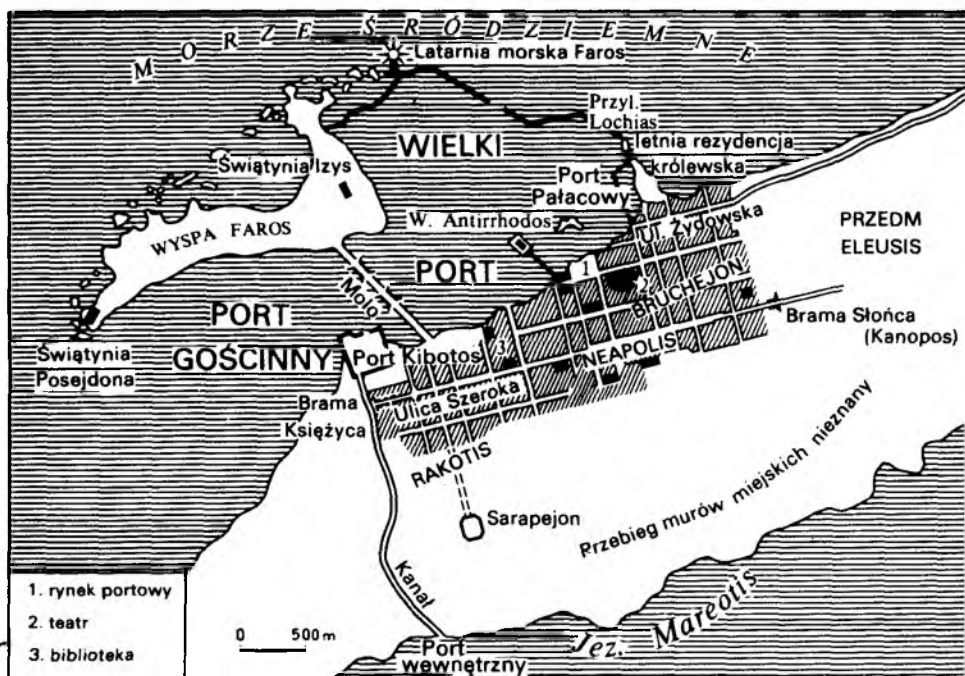 MORZE ŚRÓDZIEMNE
Latarnia morska Faros
Przyl.
Lochias
WIELKI
letnia rezydencja
królewska
Świątynia Izys
Port
Pałacowy
W. Antirrhodos
UL. Żydowska
PRZEDM
ELEUSIS
WYSPA FAROS
PORT
1
2
BRUCHEJON
Molo
PORT
GOŚCINNY
Brama Słońca
(Kanopos)
Świątynia
Posejdona
Port Kibotos
3
NEAPOLIS
Ulica Szeroka
Brama
Księżyca
RAKOTIS
Sarapejon
Przebieg murów miejskich nieznany
Kanał
Jez. Mareotis
Port
wewnętrzny
0 500 m
1. rynek portowy
2. teatr
3. biblioteka